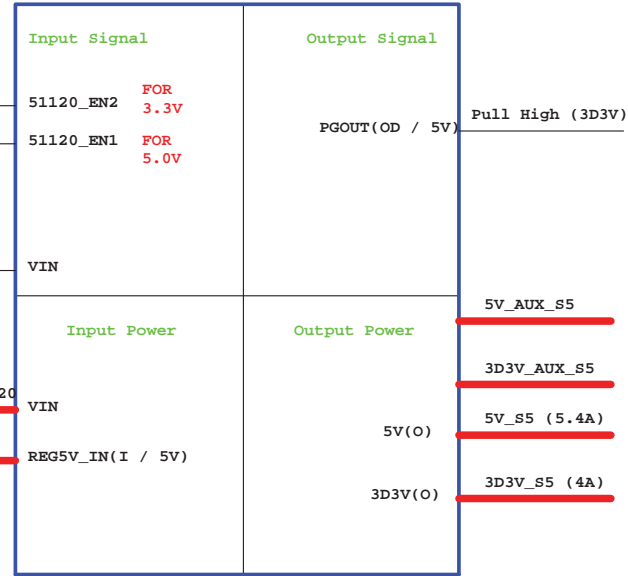 Input Signal
Output Signal
51120_EN2
FOR
3.3V
51120_EN1
FOR
5.0V
PGOUT(OD / 5V)
Pull High (3D3V)
VIN
Input Power
Output Power
5V_AUX_S5
3D3V_AUX_S5
20
VIN
5V(O)
5V_S5 (5.4A)
REG5V_IN(I / 5V)
3D3V(O)
3D3V_S5 (4A)